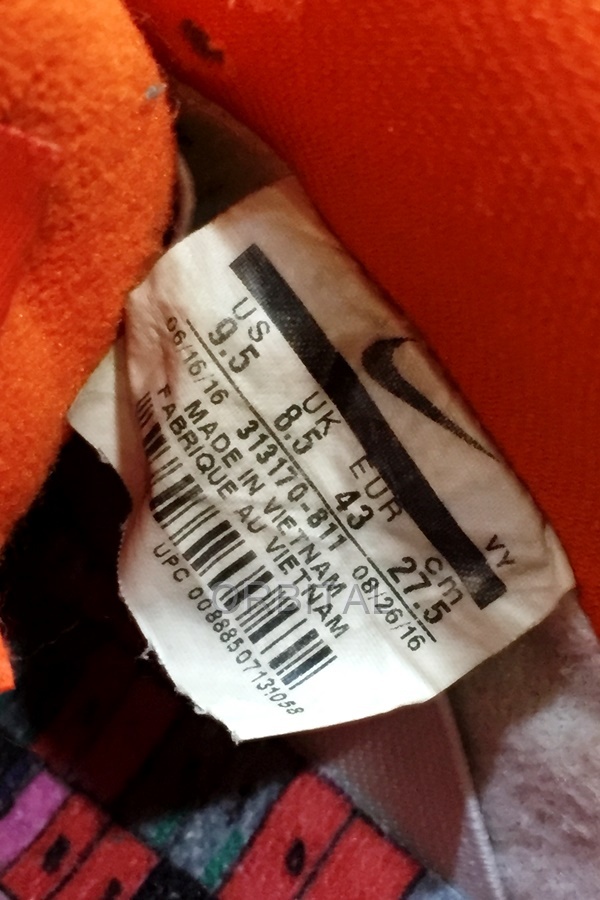 VY
US UK EUR cm
9.5 8.5 43 27.5
06/16/16 313170-811 08/26/16
MADE IN VIETNAM
FABRIQUE AU VIETNAM
UPC 00888507131058
ORBITAL